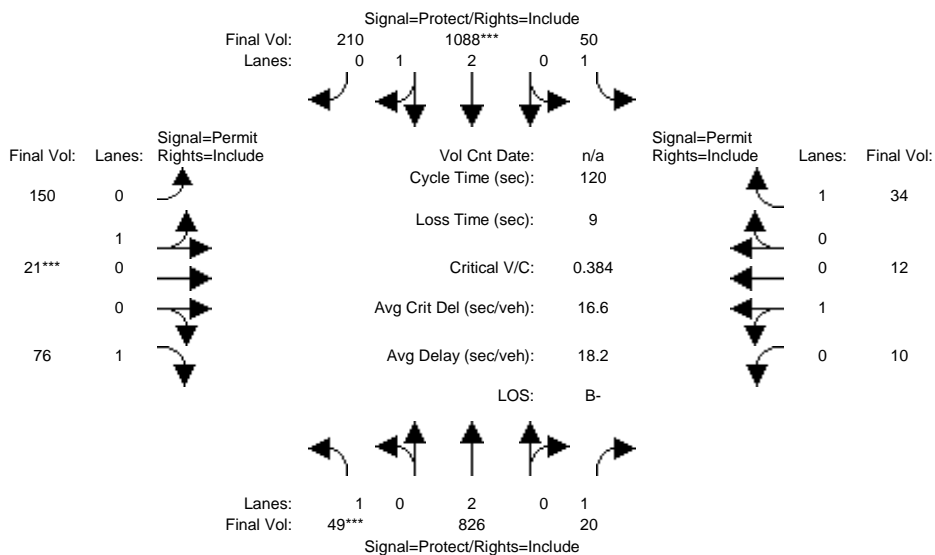 Signal=Protect/Rights=Include
Final Vol: 210 1088*** 50
Lanes: 0 1 2 0 1
Signal=Permit Signal=Permit
Final Vol: Lanes: Rights=Include Vol Cnt Date: n/a Rights=Include Lanes: Final Vol:
Cycle Time (sec): 120
150 0 1 34
Loss Time (sec): 9
1 0
21*** 0 Critical V/C: 0.384 0 12
0 Avg Crit Del (sec/veh): 16.6 1
76 1 Avg Delay (sec/veh): 18.2 0 10
LOS: B-
Lanes: 1 0 2 0 1
Final Vol: 49*** 826 20
Signal=Protect/Rights=Include